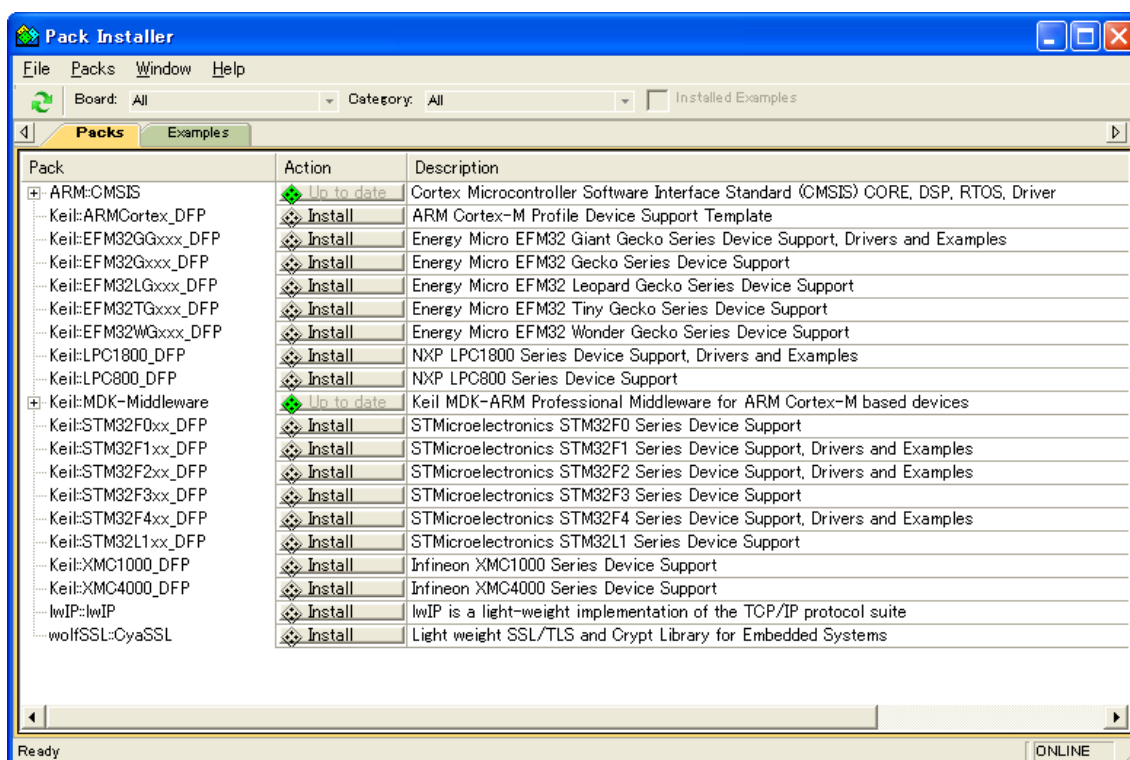 Pack Installer
File Packs Window Help
Board: All Category: All Installed Examples
Packs Examples
Pack Action Description
ARM::CMSIS Up to date Cortex Microcontroller Software Interface Standard (CMSIS) CORE, DSP, RTOS, Driver
Keil::ARMCortex_DFP Install ARM Cortex-M Profile Device Support Template
Keil::EFM32GGxxx_DFP Install Energy Micro EFM32 Giant Gecko Series Device Support, Drivers and Examples
Keil::EFM32Gxxx_DFP Install Energy Micro EFM32 Gecko Series Device Support
Keil::EFM32LGxxx_DFP Install Energy Micro EFM32 Leopard Gecko Series Device Support
Keil::EFM32TGxxx_DFP Install Energy Micro EFM32 Tiny Gecko Series Device Support
Keil::EFM32WGxxx_DFP Install Energy Micro EFM32 Wonder Gecko Series Device Support
Keil::LPC1800_DFP Install NXP LPC1800 Series Device Support, Drivers and Examples
Keil::LPC800_DFP Install NXP LPC800 Series Device Support
Keil::MDK-Middleware Up to date Keil MDK-ARM Professional Middleware for ARM Cortex-M based devices
Keil::STM32F0xx_DFP Install STMicroelectronics STM32F0 Series Device Support
Keil::STM32F1xx_DFP Install STMicroelectronics STM32F1 Series Device Support, Drivers and Examples
Keil::STM32F2xx_DFP Install STMicroelectronics STM32F2 Series Device Support, Drivers and Examples
Keil::STM32F3xx_DFP Install STMicroelectronics STM32F3 Series Device Support
Keil::STM32F4xx_DFP Install STMicroelectronics STM32F4 Series Device Support, Drivers and Examples
Keil::STM32L1xx_DFP Install STMicroelectronics STM32L1 Series Device Support
Keil::XMC1000_DFP Install Infineon XMC1000 Series Device Support
Keil::XMC4000_DFP Install Infineon XMC4000 Series Device Support
lwIP::lwIP Install lwIP is a light-weight implementation of the TCP/IP protocol suite
wolfSSL::CyaSSL Install Light weight SSL/TLS and Crypt Library for Embedded Systems
Ready ONLINE